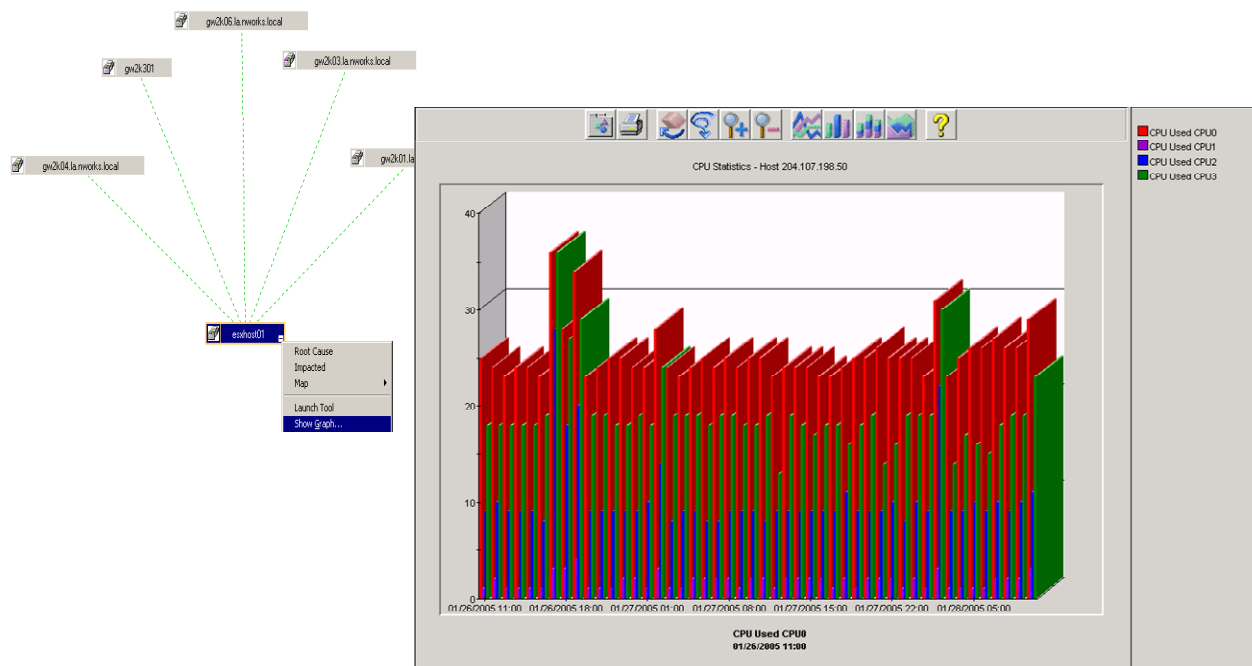 gw2k06.la.nworks.local
gw2k301
gw2k03.la.nworks.local
gw2k04.la.nworks.local
gw2k01.la
esxhost01
Root Cause
Impacted
Map
Launch Tool
Show Graph...
CPU Statistics - Host 204.107.198.50
CPU Used CPU0
CPU Used CPU1
CPU Used CPU2
CPU Used CPU3
40
30
20
10
0
01/26/2005 11:00 01/26/2005 18:00 01/27/2005 01:00 01/27/2005 08:00 01/27/2005 15:00 01/27/2005 22:00 01/28/2005 05:00
CPU Used CPU0
01/26/2005 11:00